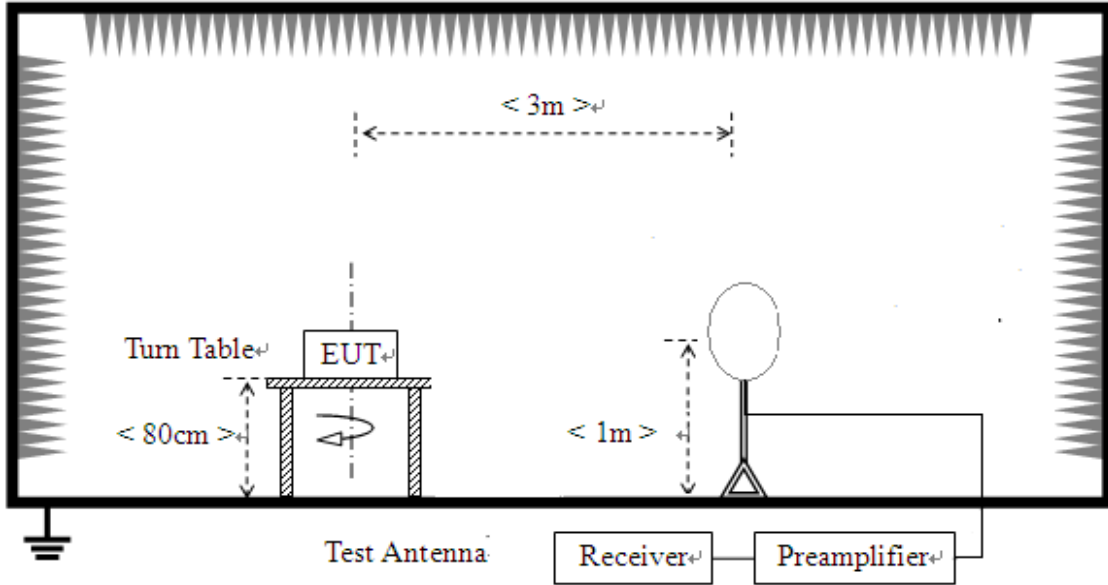 < 3m >↵
Turn Table↵
EUT↵
< 80cm >↵
< 1m >↵
Test Antenna
Receiver↵
Preamplifier↵